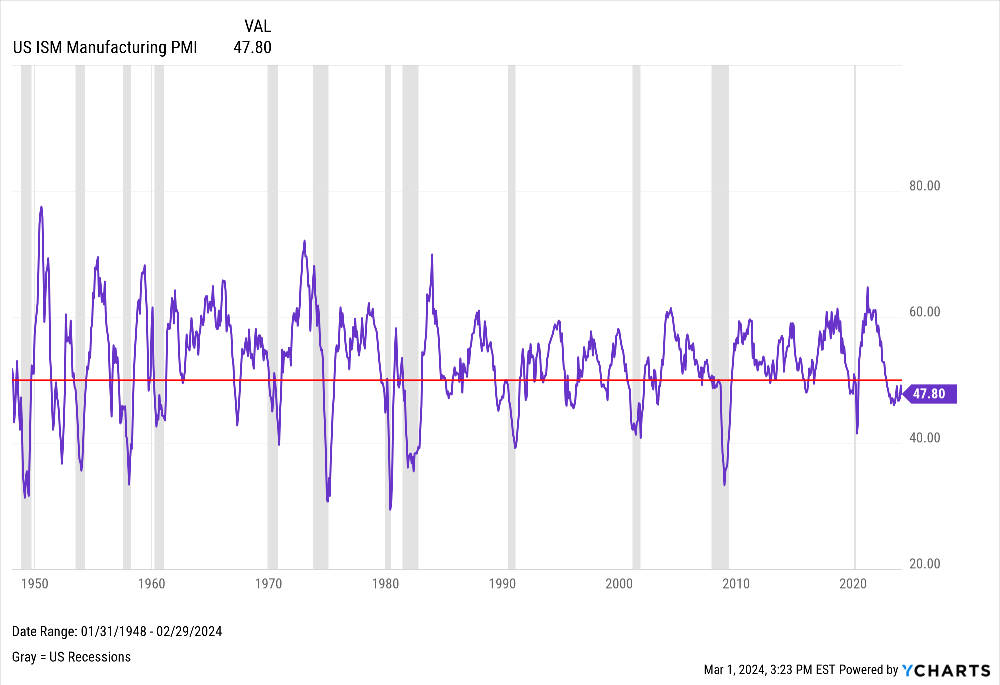 VAL
US ISM Manufacturing PMI 47.80
80.00
60.00
47.80
40.00
20.00
1950 1960 1970 1980 1990 2000 2010 2020
Date Range: 01/31/1948 - 02/29/2024
Gray = US Recessions
Mar 1, 2024, 3:23 PM EST Powered by YCHARTS